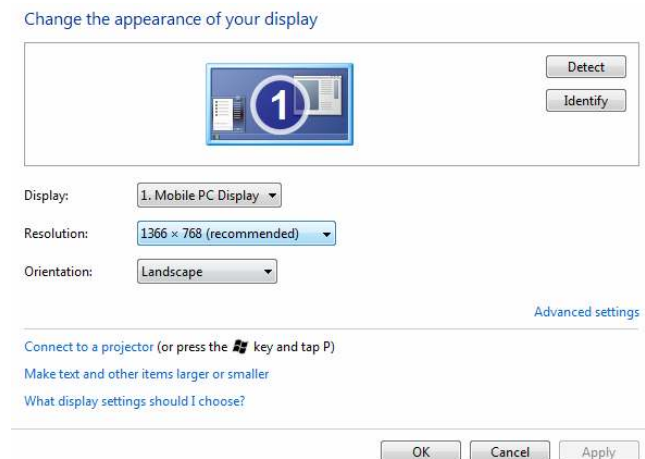 Change the appearance of your display
1
Detect
Identify
Display: 1. Mobile PC Display
Resolution: 1366 × 768 (recommended)
Orientation: Landscape
Advanced settings
Connect to a projector (or press the key and tap P)
Make text and other items larger or smaller
What display settings should I choose?
OK Cancel Apply